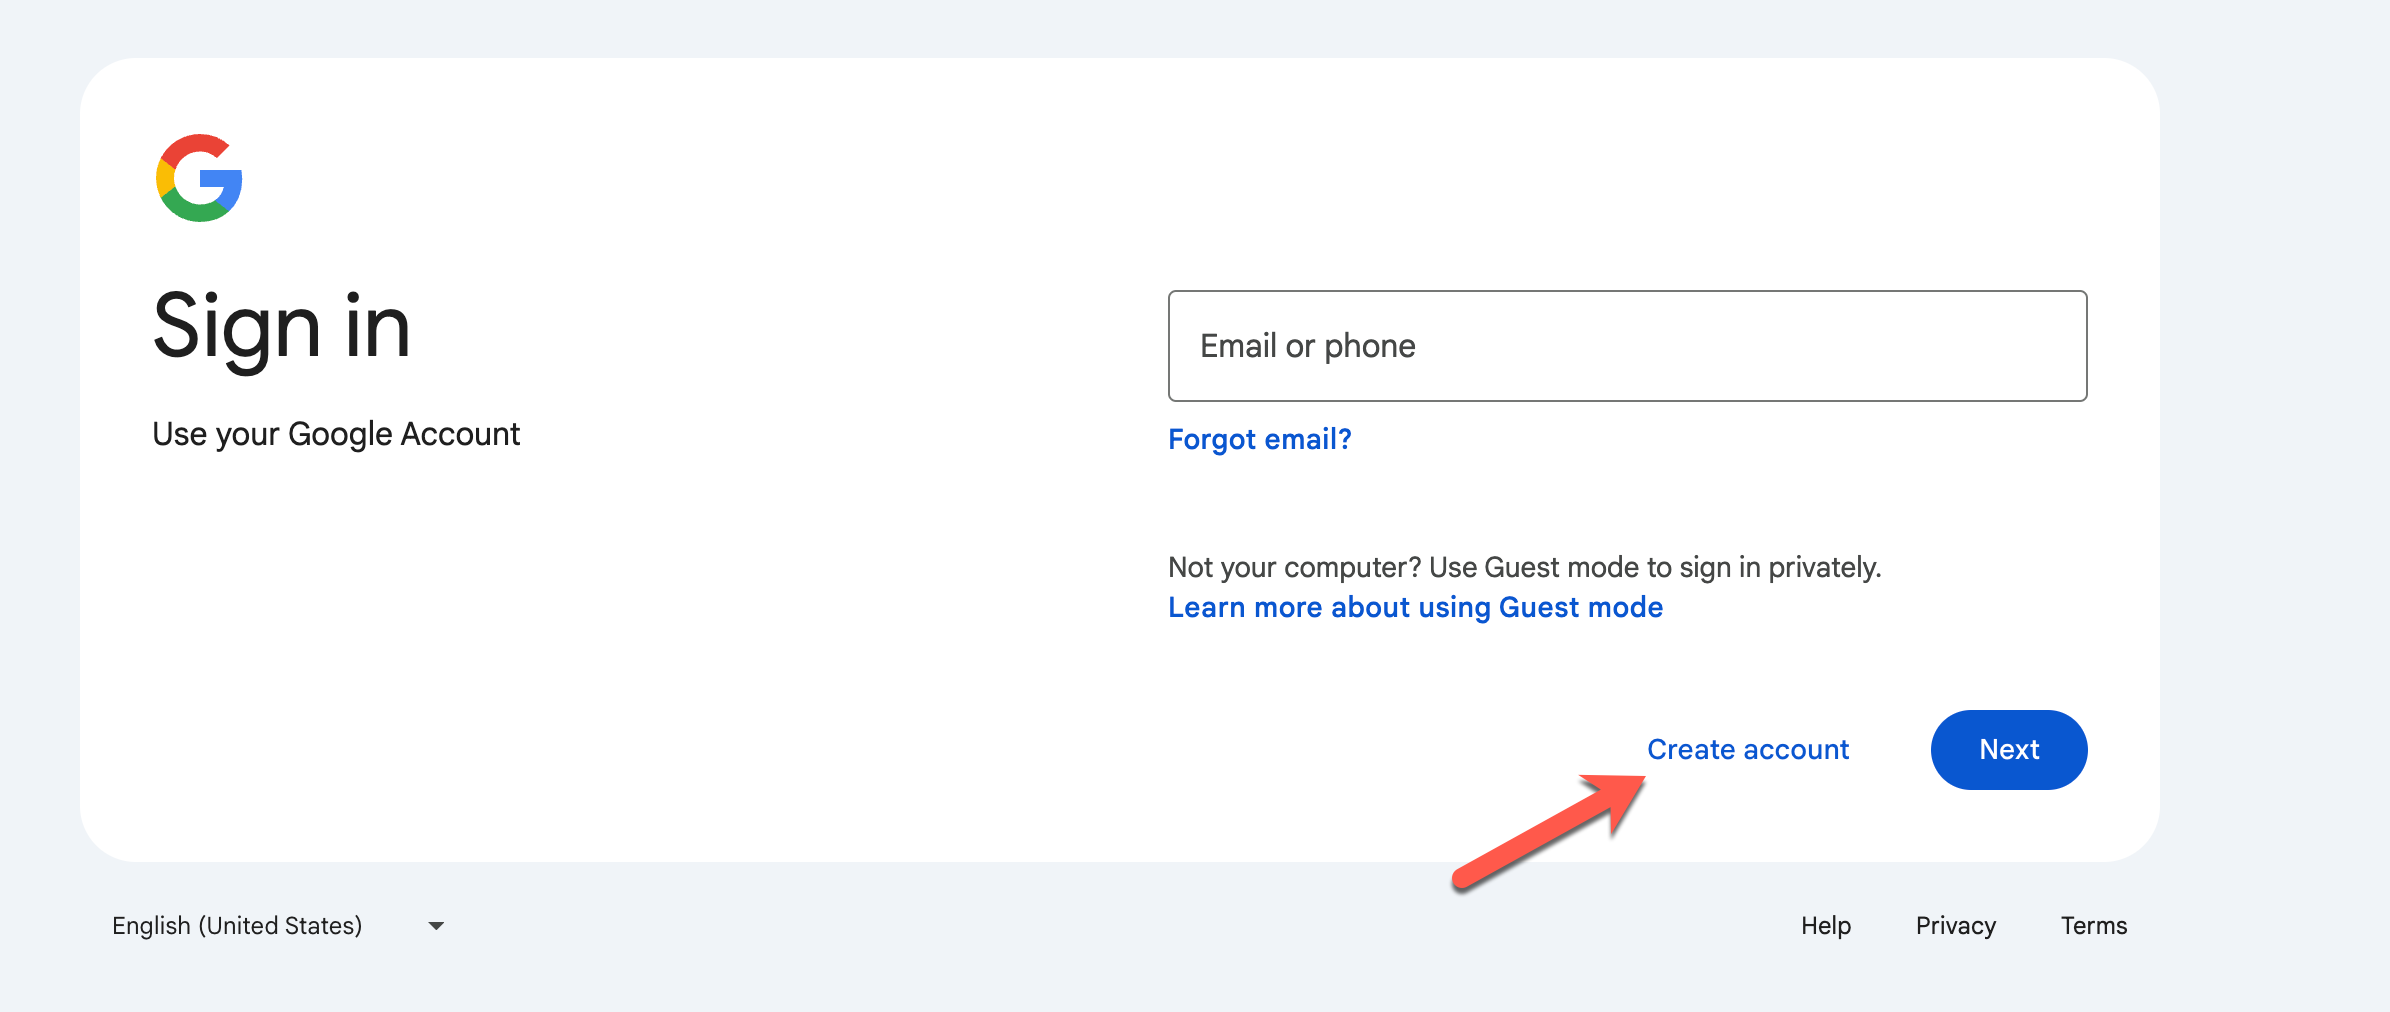 Sign in
Use your Google Account
Email or phone
Forgot email?
Not your computer? Use Guest mode to sign in privately.
Learn more about using Guest mode
Create account
Next
English (United States)
Help
Privacy
Terms